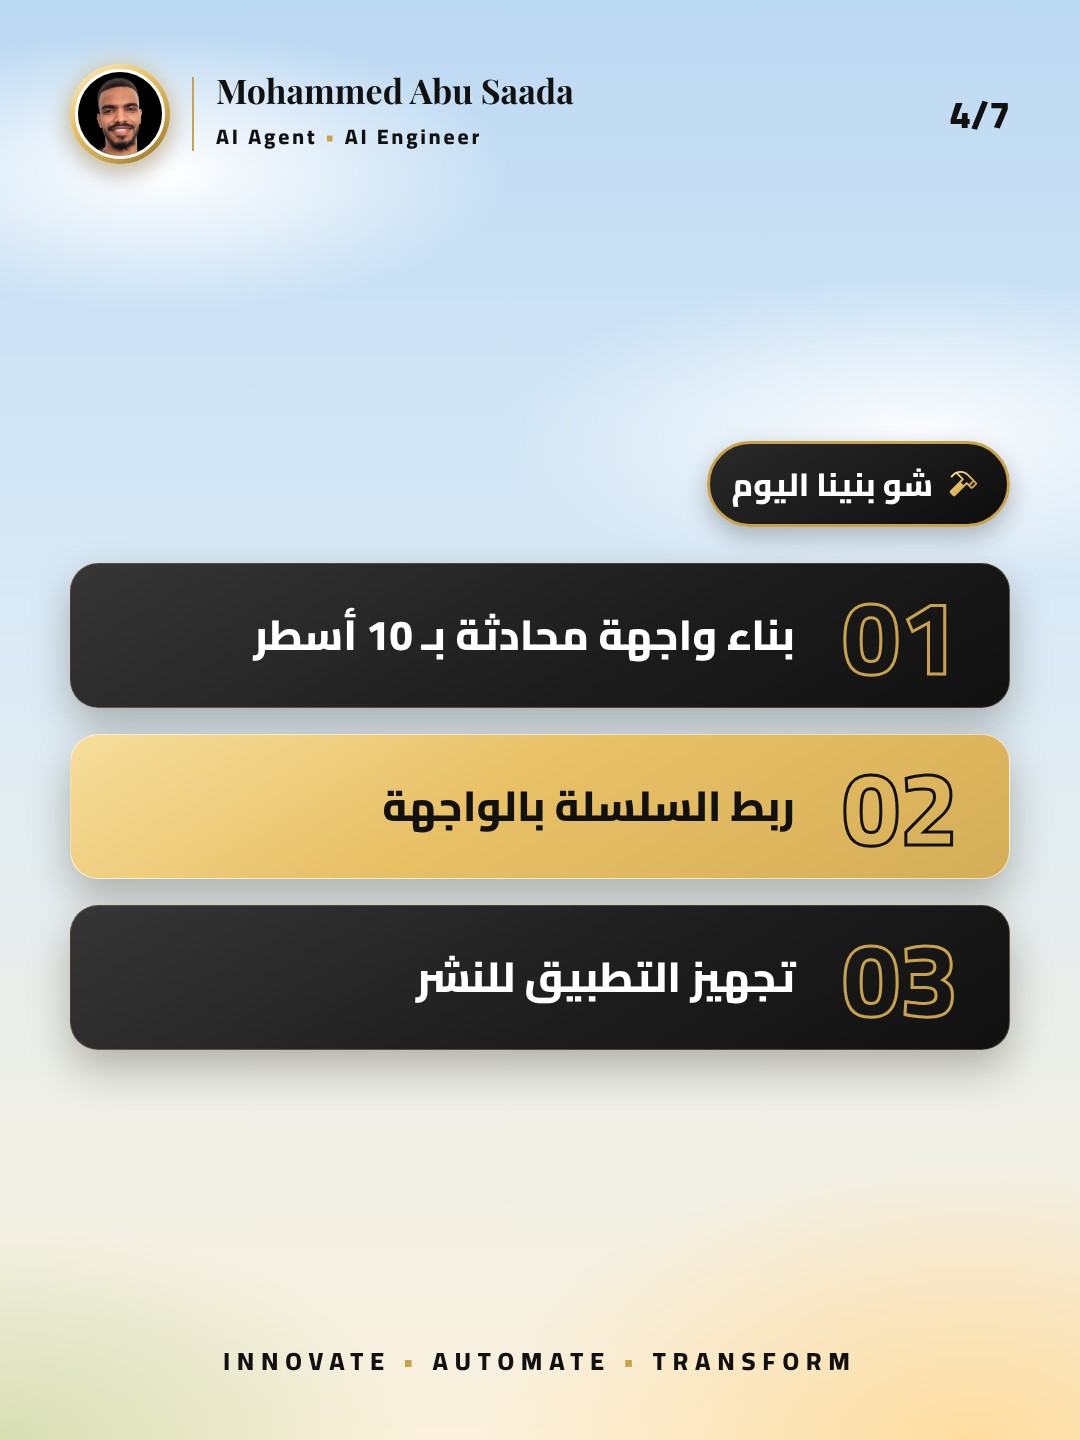 Mohammed Abu Saada
AI Agent ▪ AI Engineer
4/7
شو بنينا اليوم
01 بناء واجهة محادثة بـ 10 أسطر
02 ربط السلسلة بالواجهة
03 تجهيز التطبيق للنشر
INNOVATE ▪ AUTOMATE ▪ TRANSFORM